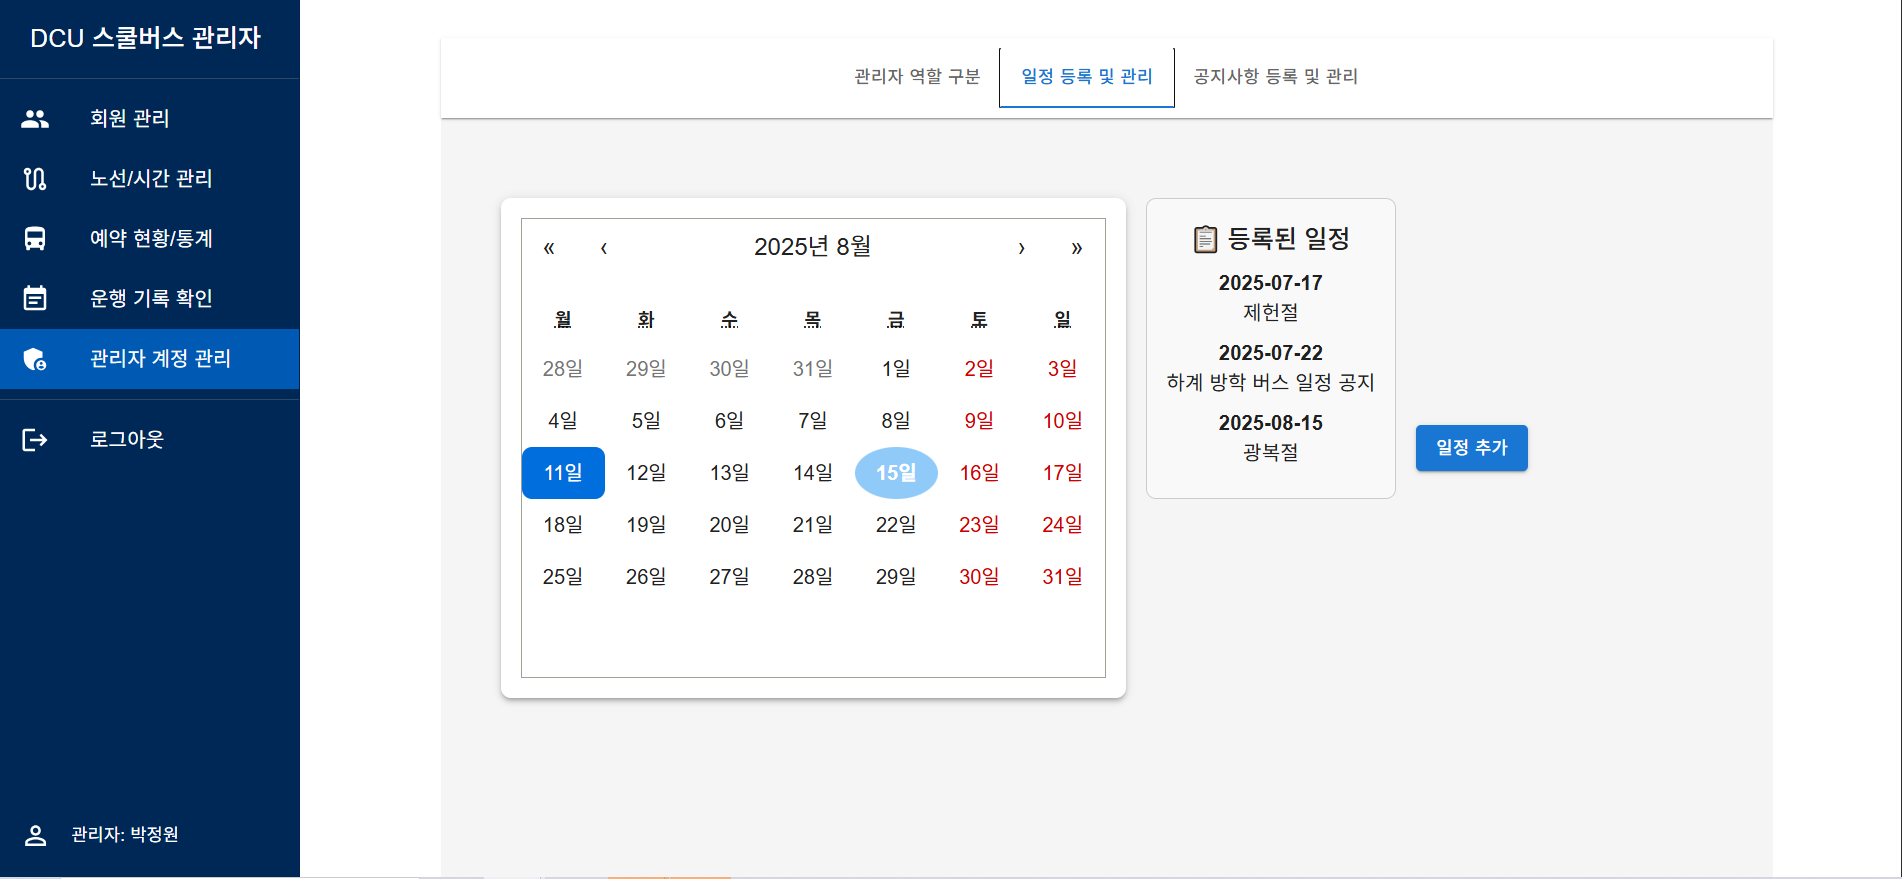 DCU 스쿨버스 관리자
회원 관리
노선/시간 관리
예약 현황/통계
운행 기록 확인
관리자 계정 관리
로그아웃
관리자: 박정원
관리자 역할 구분 일정 등록 및 관리 공지사항 등록 및 관리
« ‹ 2025년 8월 › »
월 화 수 목 금 토 일
28일 29일 30일 31일 1일 2일 3일
4일 5일 6일 7일 8일 9일 10일
11일 12일 13일 14일 15일 16일 17일
18일 19일 20일 21일 22일 23일 24일
25일 26일 27일 28일 29일 30일 31일
📋 등록된 일정
2025-07-17
제헌절
2025-07-22
하계 방학 버스 일정 공지
2025-08-15
광복절
일정 추가